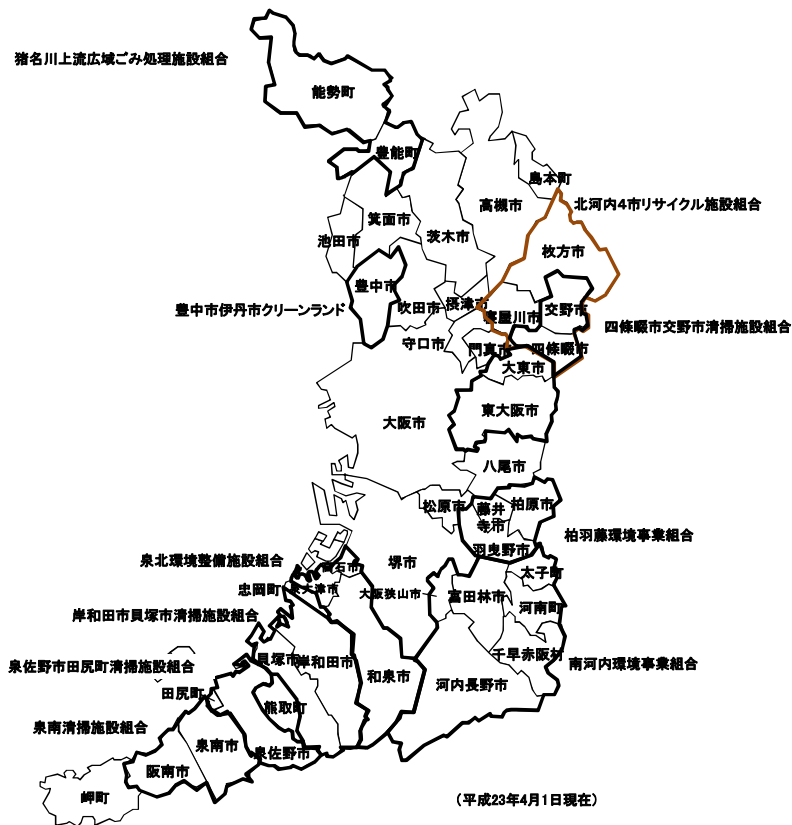 猪名川上流広域ごみ処理施設組合
能勢町
豊能町
島本町
高槻市
北河内4市リサイクル施設組合
箕面市
茨木市
池田市
枚方市
豊中市
摂津市
吹田市
豊中市伊丹市クリーンランド
寝屋川市
交野市
四條畷市交野市清掃施設組合
守口市
門真市
四條畷市
大東市
大阪市
東大阪市
八尾市
松原市
藤井
寺市
柏原市
柏羽藤環境事業組合
羽曳野市
泉北環境整備施設組合
高石市
堺市
太子町
忠岡町
泉大津市
大阪狭山市
富田林市
河南町
岸和田市貝塚市清掃施設組合
千早赤阪村
南河内環境事業組合
貝塚市
岸和田市
泉佐野市田尻町清掃施設組合
和泉市
河内長野市
田尻町
熊取町
泉南清掃施設組合
泉南市
泉佐野市
阪南市
岬町
（平成23年4月1日現在）